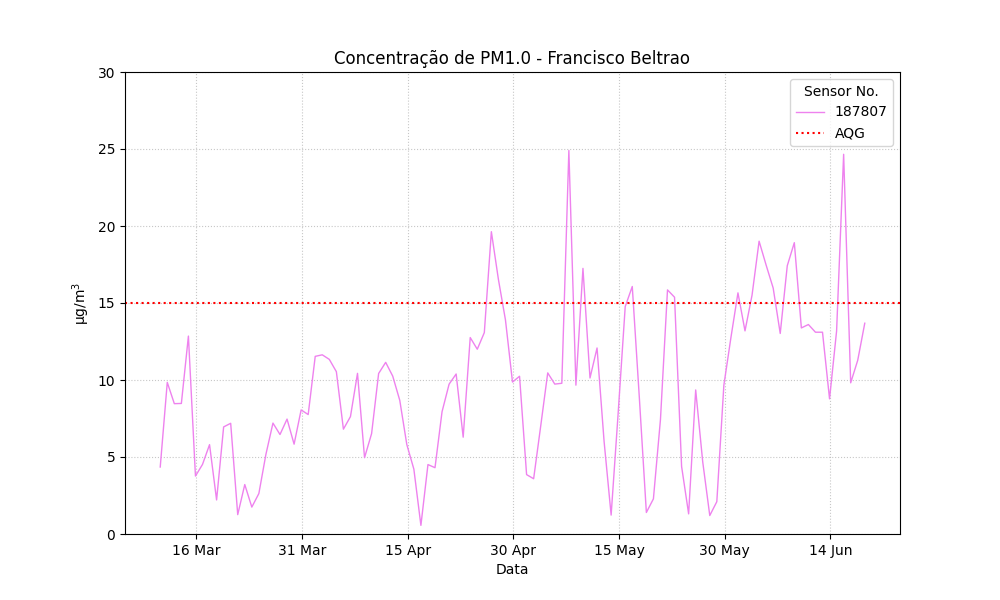 Concentração de PM1.0 - Francisco Beltrao
Sensor No.
187807
AQG
µg/m³
30
25
20
15
10
5
0
16 Mar
31 Mar
15 Apr
30 Apr
15 May
30 May
14 Jun
Data